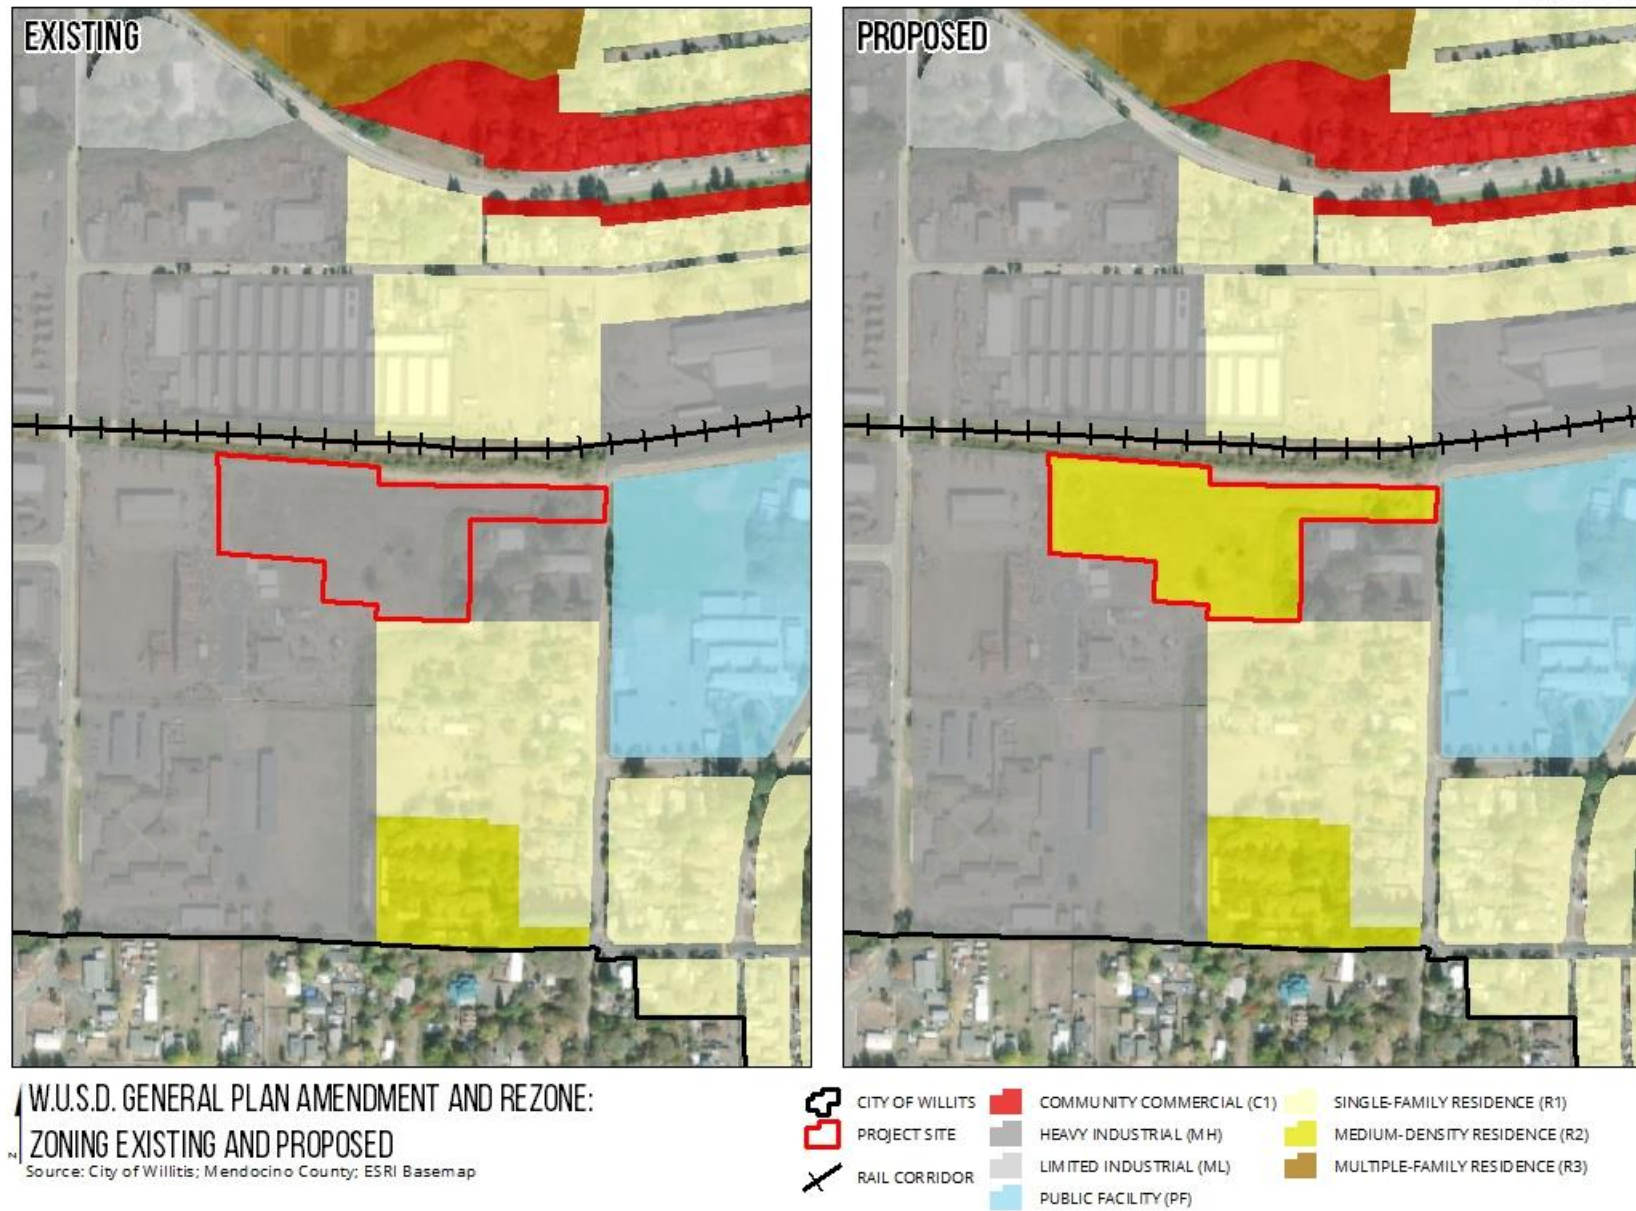 EXISTING
PROPOSED
W.U.S.D. GENERAL PLAN AMENDMENT AND REZONE:
ZONING EXISTING AND PROPOSED
Source: City of Willitis; Mendocino County; ESRI Basemap
N
CITY OF WILLITS
PROJECT SITE
RAIL CORRIDOR
COMMUNITY COMMERCIAL (C1)
HEAVY INDUSTRIAL (MH)
LIMITED INDUSTRIAL (ML)
PUBLIC FACILITY (PF)
SINGLE-FAMILY RESIDENCE (R1)
MEDIUM-DENSITY RESIDENCE (R2)
MULTIPLE-FAMILY RESIDENCE (R3)